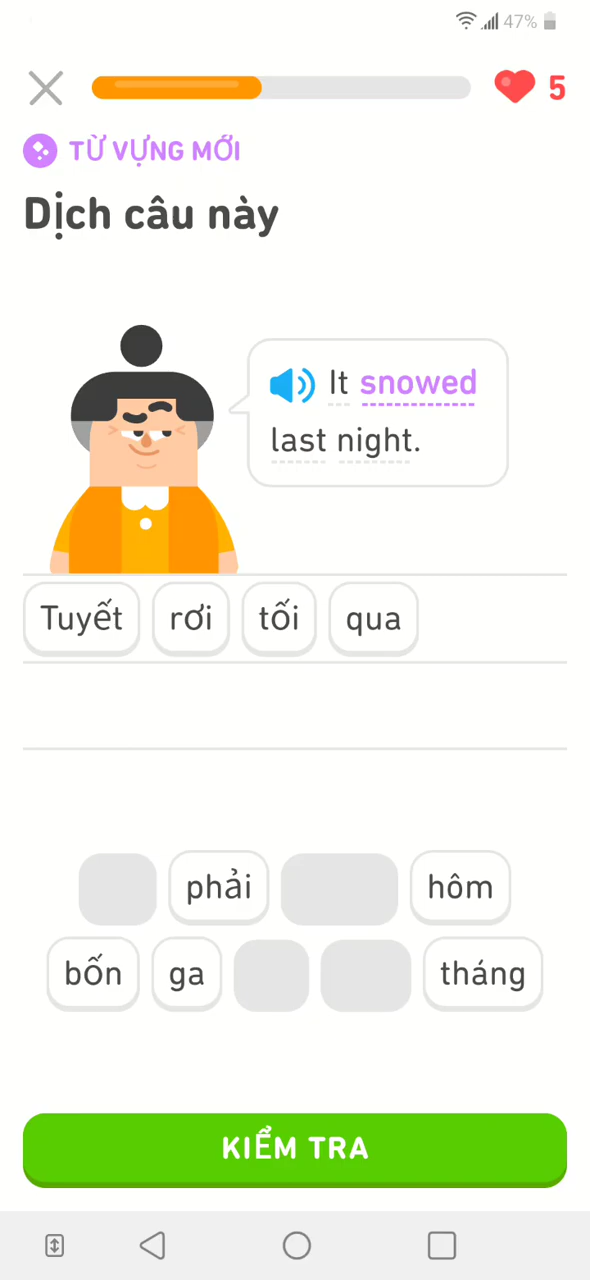 47%
5
TỪ VỰNG MỚI
Dịch câu này
It snowed
last night.
Tuyết rơi tối qua
phải hôm
bốn ga tháng
KIỂM TRA